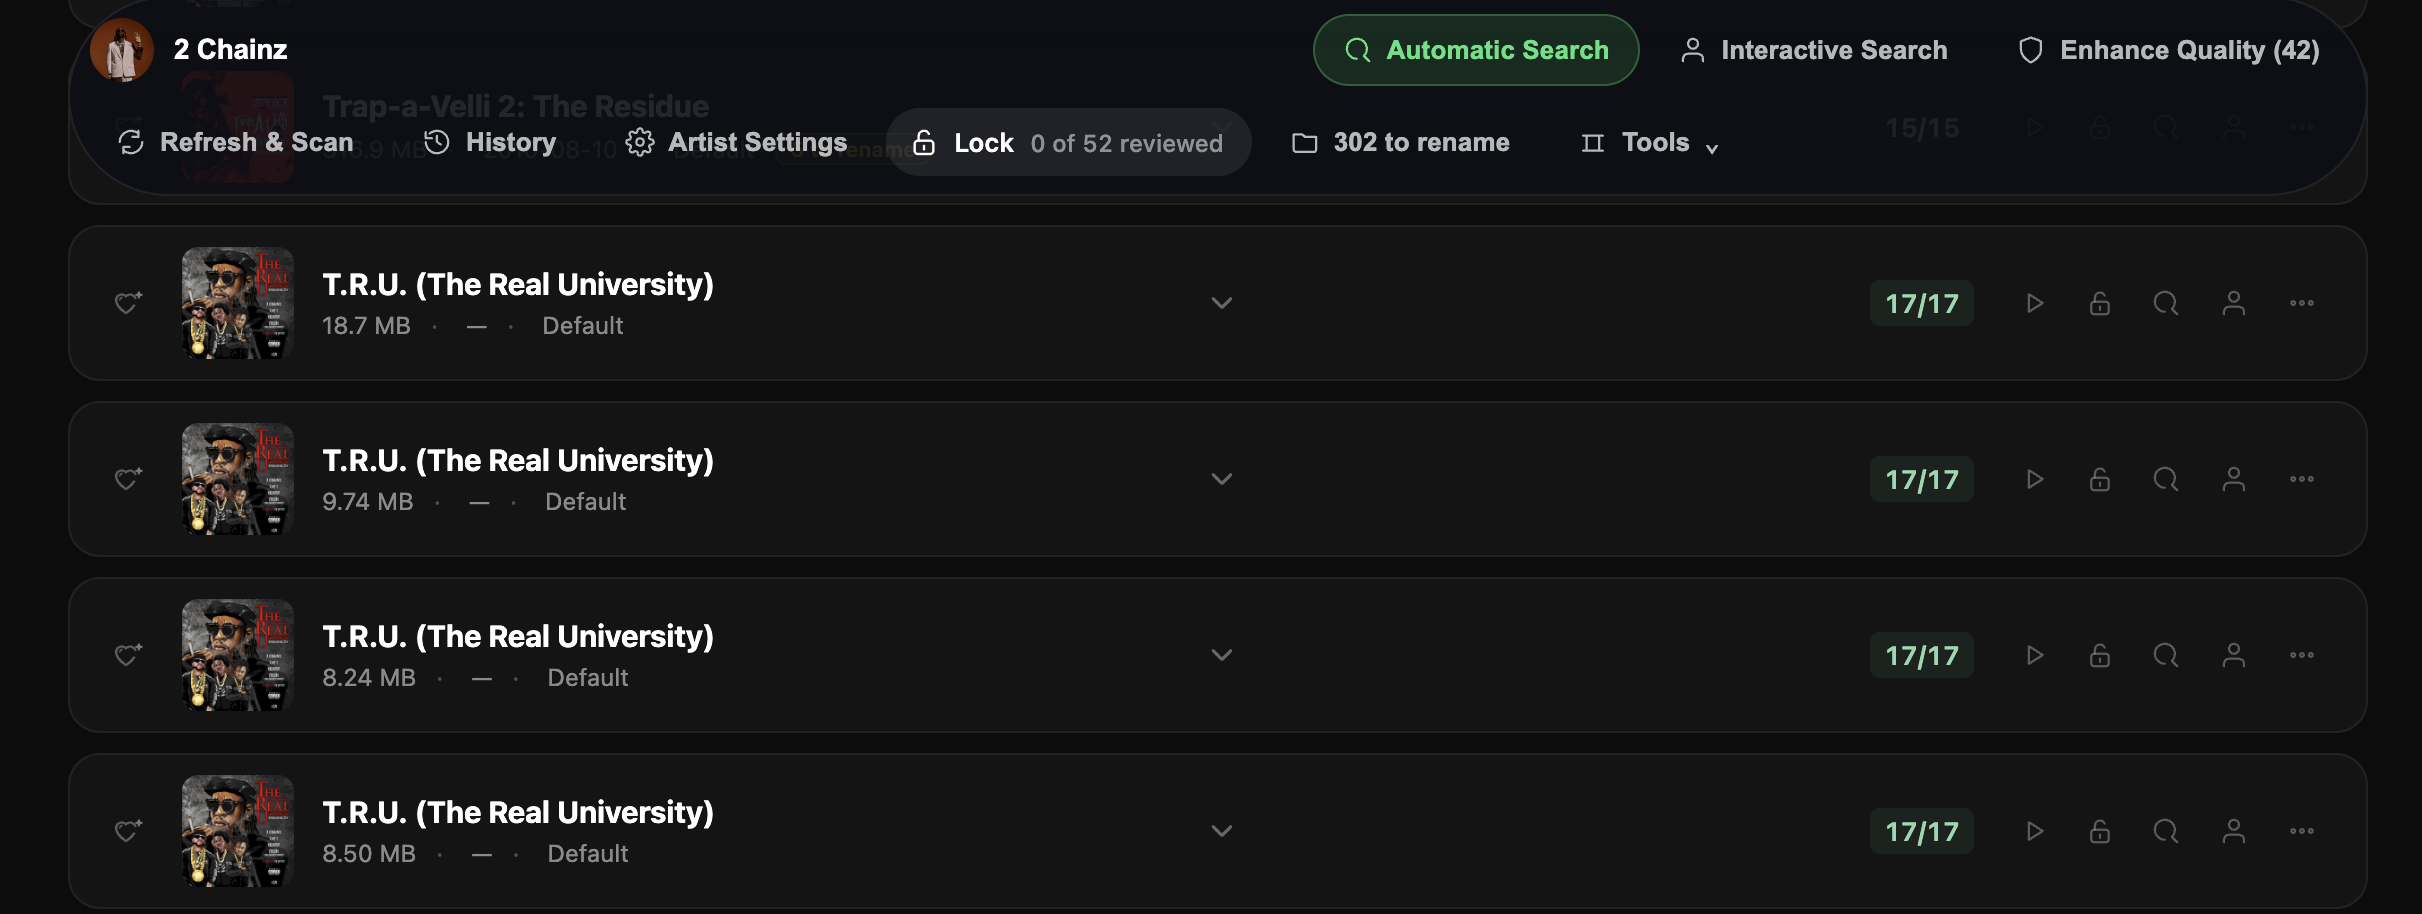 2 Chainz
Automatic Search
Interactive Search
Enhance Quality (42)
Trap-a-Velli 2: The Residue
Refresh & Scan
History
Artist Settings
Lock 0 of 52 reviewed
302 to rename
Tools
15/15
T.R.U. (The Real University)
18.7 MB · — · Default
17/17
T.R.U. (The Real University)
9.74 MB · — · Default
17/17
T.R.U. (The Real University)
8.24 MB · — · Default
17/17
T.R.U. (The Real University)
8.50 MB · — · Default
17/17